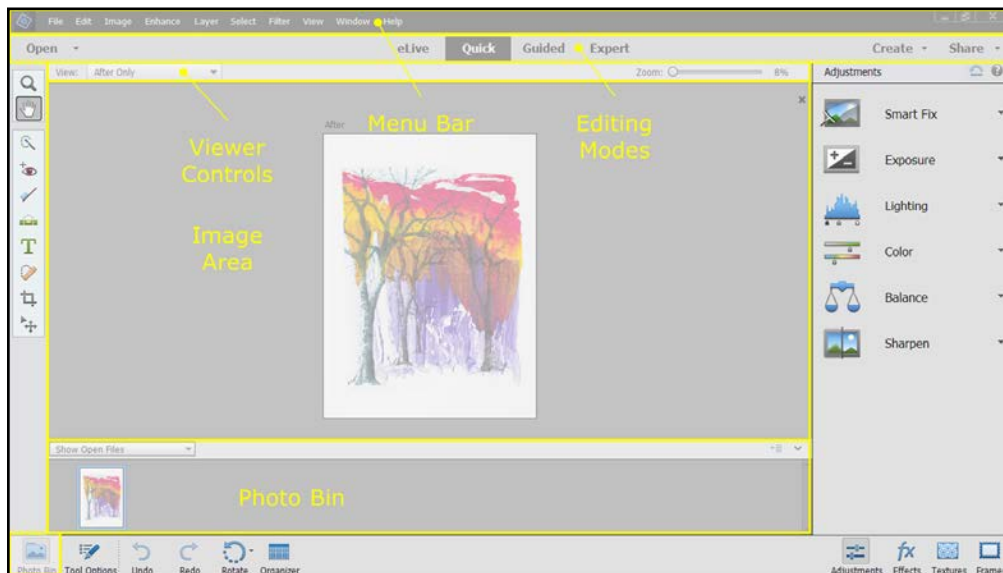 File Edit Image Enhance Layer Select Filter View Window Help
Open eLive Quick Guided Expert Create Share
View: After Only Zoom: 8% Adjustments
After
Menu Bar
Editing
Modes
Viewer
Controls
Image
Area
Smart Fix
Exposure
Lighting
Color
Balance
Sharpen
Show Open Files
Photo Bin
Photo Bin Tool Options Undo Redo Rotate Organizer Adjustments Effects Textures Frame